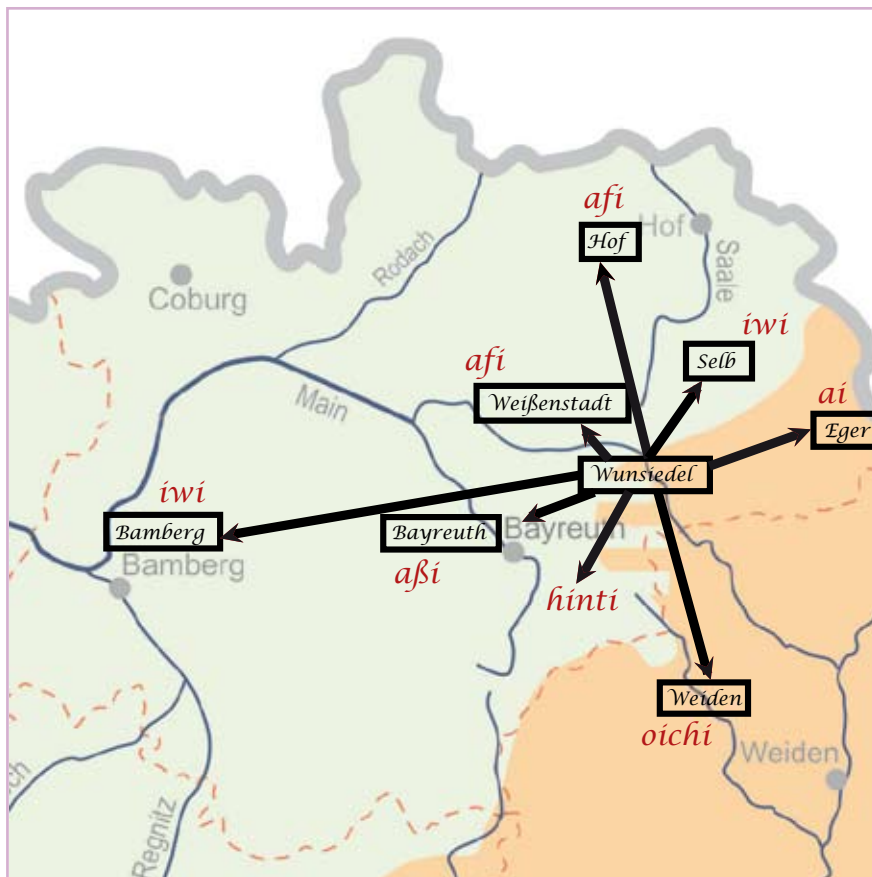 afi
Hof
Hof
Saale
Rodach
Coburg
iwi
Selb
afi
Main
Weißenstadt
ai
Eger
Wunsiedel
iwi
Bamberg
Bayreuth
Bayreuth
Bamberg
aßi
hinti
Weiden
oichi
Weiden
ch
Regnitz